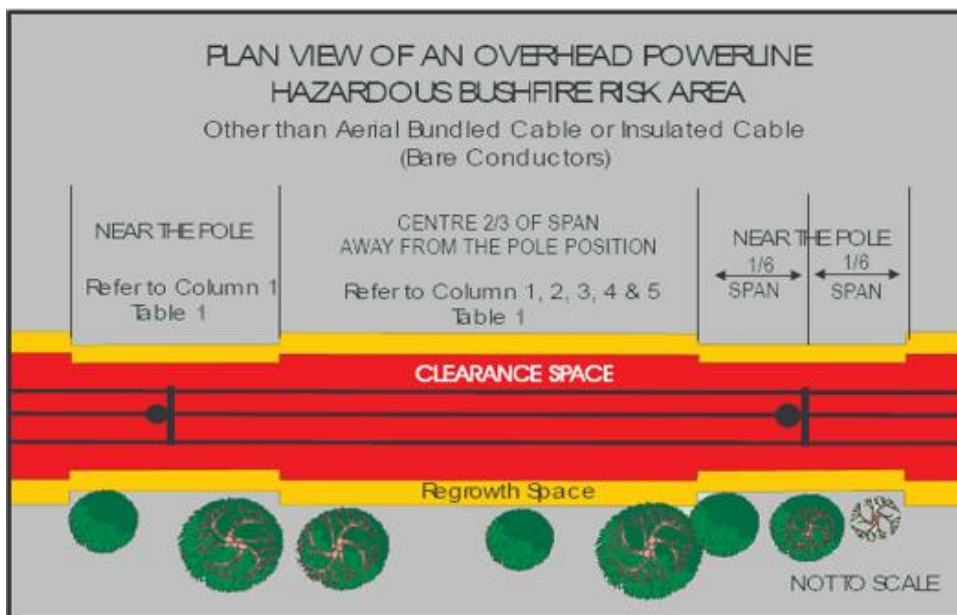 PLAN VIEW OF AN OVERHEAD POWERLINE
HAZARDOUS BUSHFIRE RISK AREA
Other than Aerial Bundled Cable or Insulated Cable
(Bare Conductors)
NEAR THE POLE
Refer to Column 1
Table 1
CENTRE 2/3 OF SPAN
AWAY FROM THE POLE POSITION
Refer to Column 1, 2, 3, 4 & 5
Table 1
NEAR THE POLE
1/6 1/6
SPAN SPAN
CLEARANCE SPACE
Regrowth Space
NOT TO SCALE